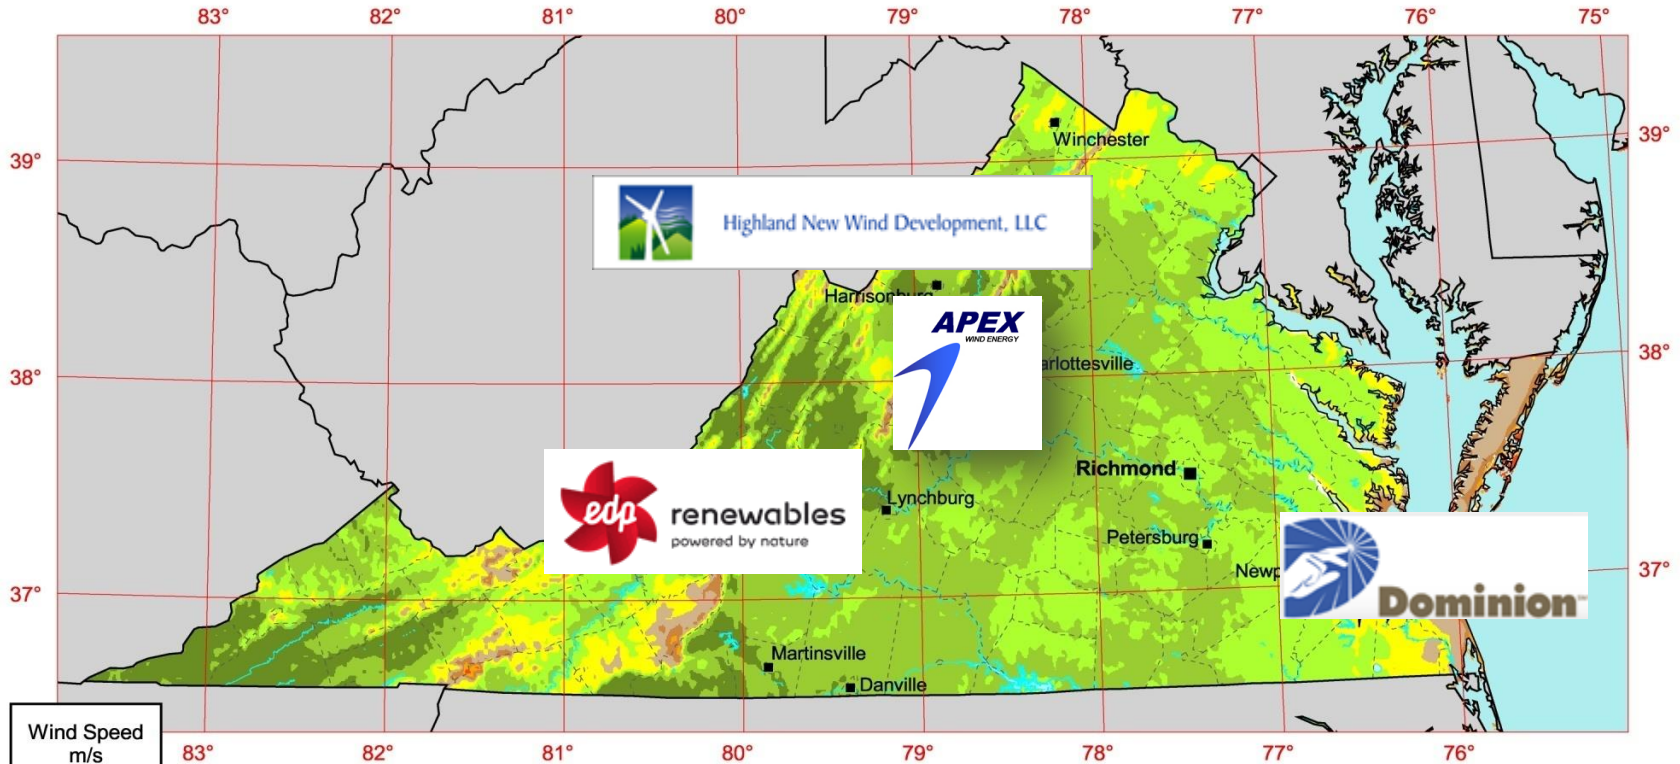 83° 82° 81° 80° 79° 78° 77° 76° 75°
Winchester
39° 39°
Highland New Wind Development, LLC
Harrisonburg
APEX
WIND ENERGY
38° 38°
arlottesville
Richmond
edp renewables
powered by nature
Lynchburg
Petersburg
37° 37°
Newp
Dominion
Martinsville
Danville
Wind Speed
m/s
83° 82° 81° 80° 79° 78° 77° 76°